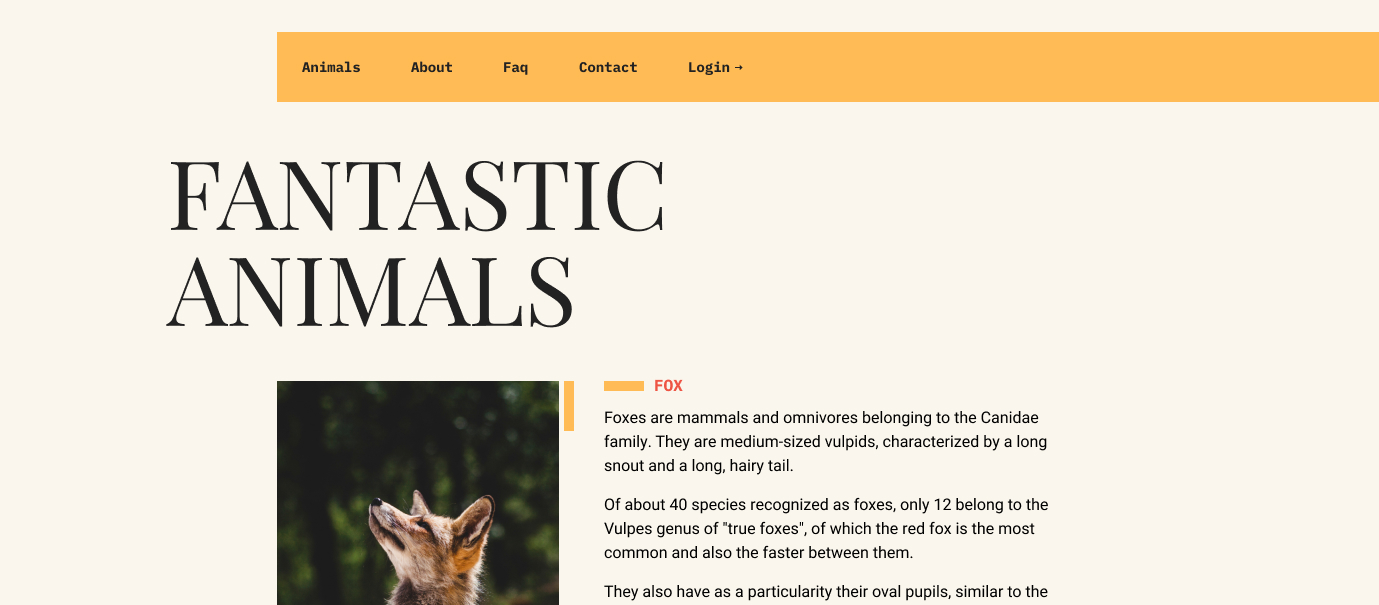 Animals About Faq Contact Login →
FANTASTIC
ANIMALS
FOX
Foxes are mammals and omnivores belonging to the Canidae
family. They are medium-sized vulpids, characterized by a long
snout and a long, hairy tail.
Of about 40 species recognized as foxes, only 12 belong to the
Vulpes genus of "true foxes", of which the red fox is the most
common and also the faster between them.
They also have as a particularity their oval pupils, similar to the